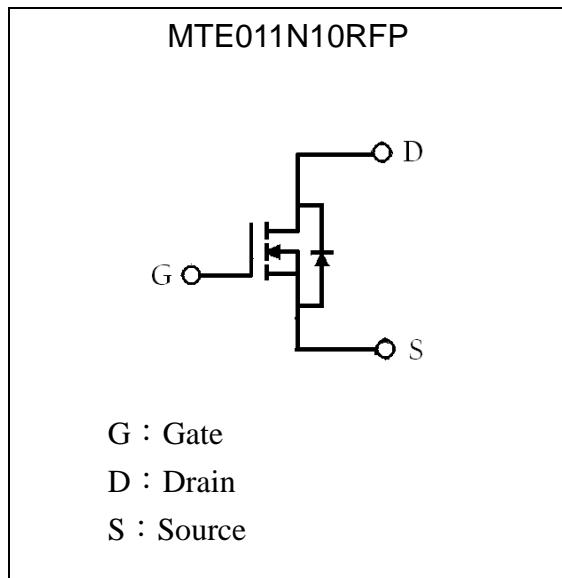 MTE011N10RFP
D
G
S
G：Gate
D：Drain
S：Source